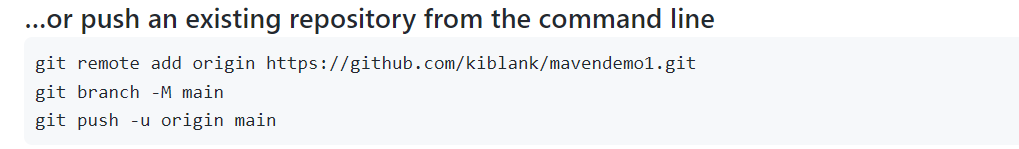 ...or push an existing repository from the command line
git remote add origin https://github.com/kiblank/mavendemo1.git
git branch -M main
git push -u origin main